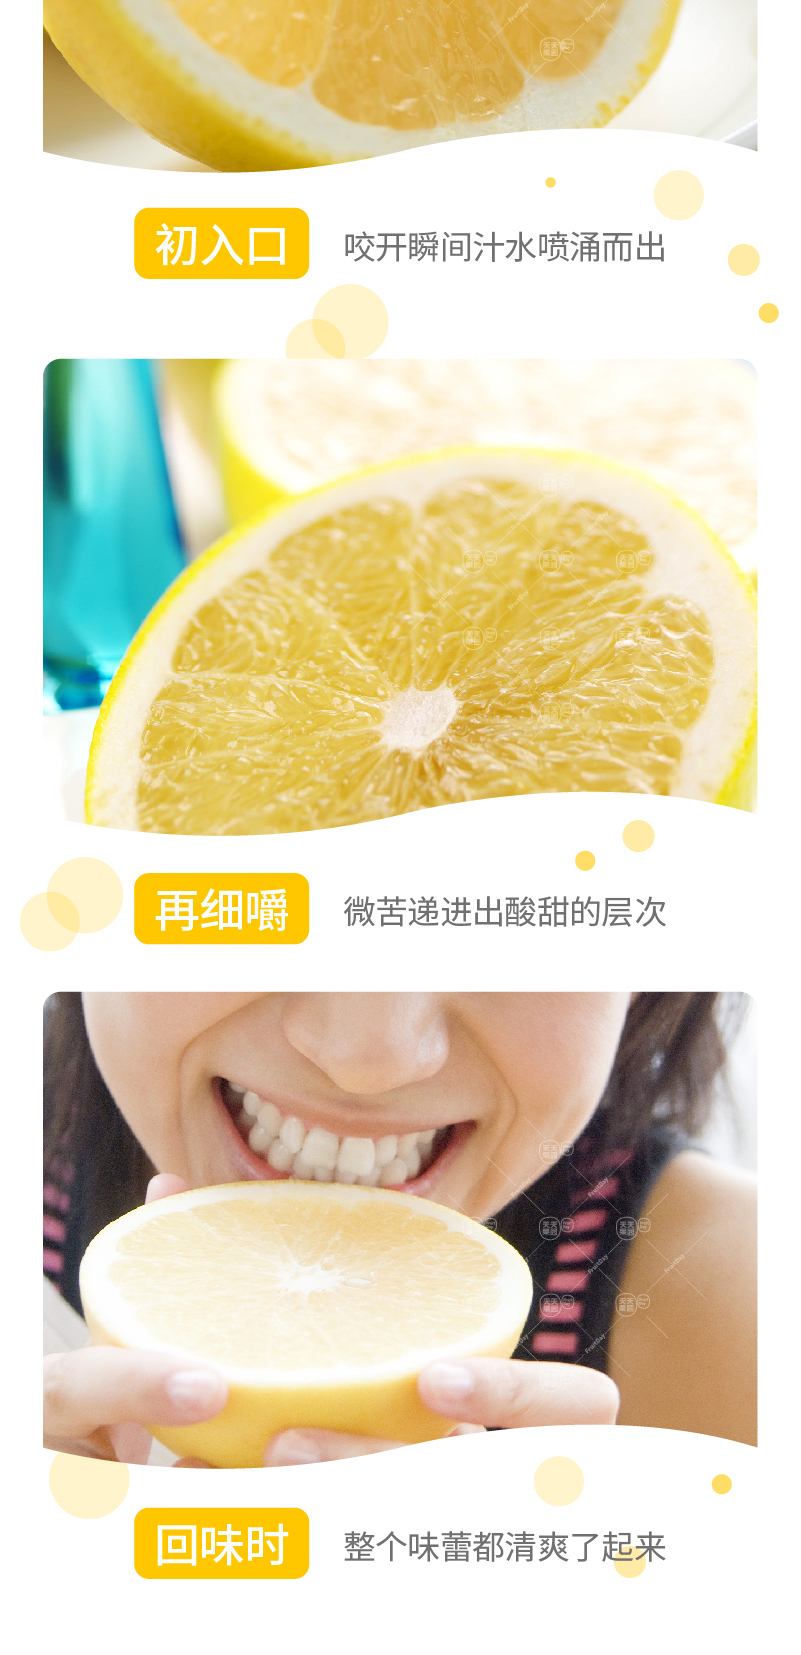 初入口
咬开瞬间汁水喷涌而出
再细嚼
微苦递进出酸甜的层次
回味时
整个味蕾都清爽了起来